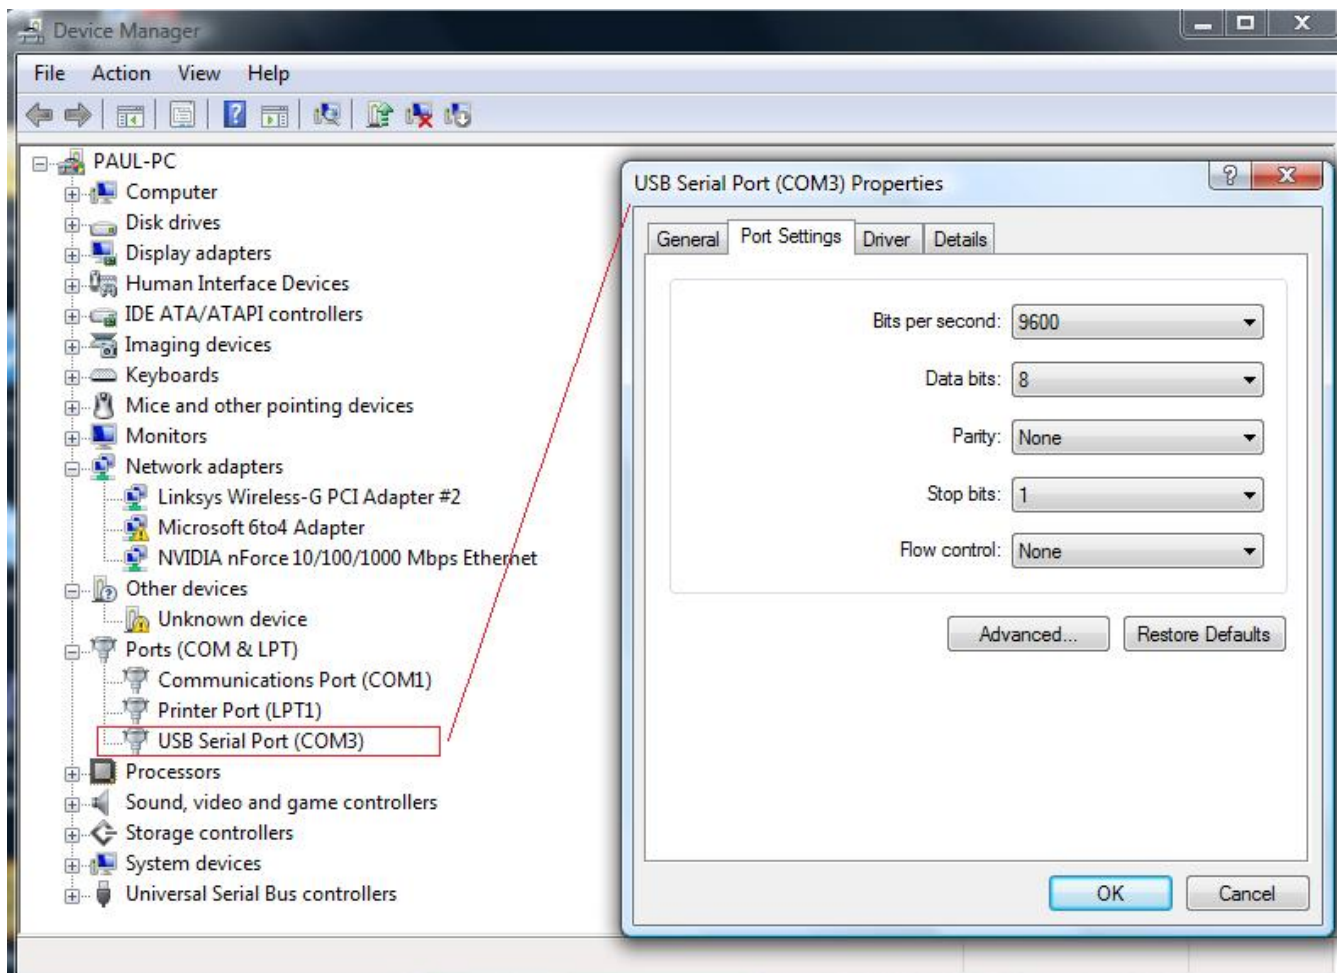 Device Manager
File Action View Help
PAUL-PC
Computer
Disk drives
Display adapters
Human Interface Devices
IDE ATA/ATAPI controllers
Imaging devices
Keyboards
Mice and other pointing devices
Monitors
Network adapters
Linksys Wireless-G PCI Adapter #2
Microsoft 6to4 Adapter
NVIDIA nForce 10/100/1000 Mbps Ethernet
Other devices
Unknown device
Ports (COM & LPT)
Communications Port (COM1)
Printer Port (LPT1)
USB Serial Port (COM3)
Processors
Sound, video and game controllers
Storage controllers
System devices
Universal Serial Bus controllers
USB Serial Port (COM3) Properties
General Port Settings Driver Details
Bits per second: 9600
Data bits: 8
Parity: None
Stop bits: 1
Flow control: None
Advanced... Restore Defaults
OK Cancel